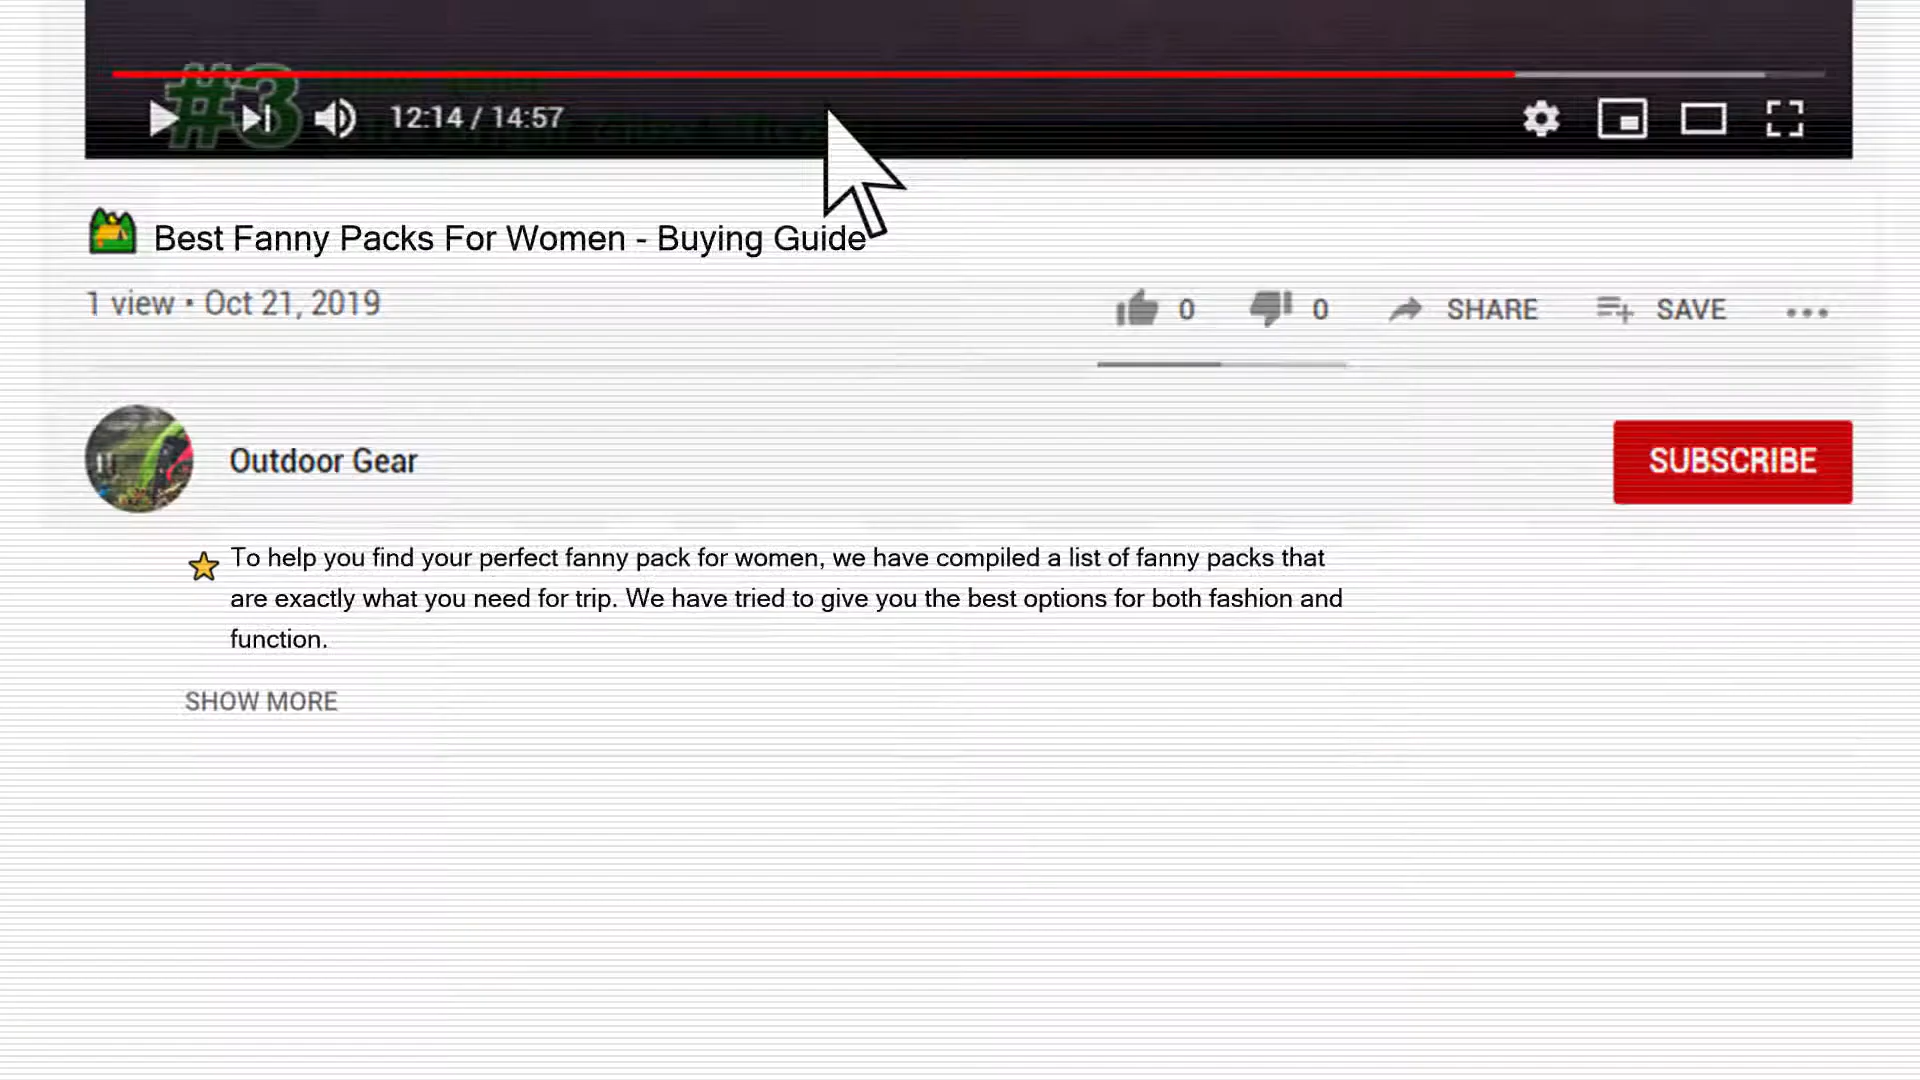 #3
12:14 / 14:57
Best Fanny Packs For Women - Buying Guide
1 view • Oct 21, 2019
0 0 SHARE SAVE
Outdoor Gear
SUBSCRIBE
To help you find your perfect fanny pack for women, we have compiled a list of fanny packs that
are exactly what you need for trip. We have tried to give you the best options for both fashion and
function.
SHOW MORE